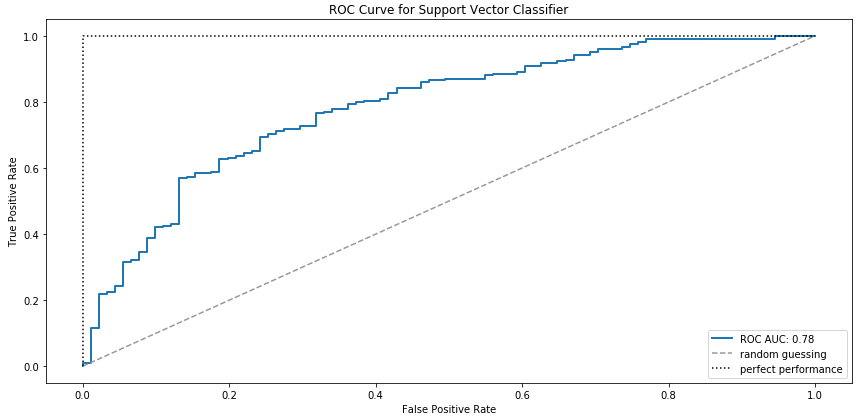 ROC Curve for Support Vector Classifier
True Positive Rate
1.0
0.8
0.6
0.4
0.2
0.0
ROC AUC: 0.78
random guessing
perfect performance
0.0 0.2 0.4 0.6 0.8 1.0
False Positive Rate